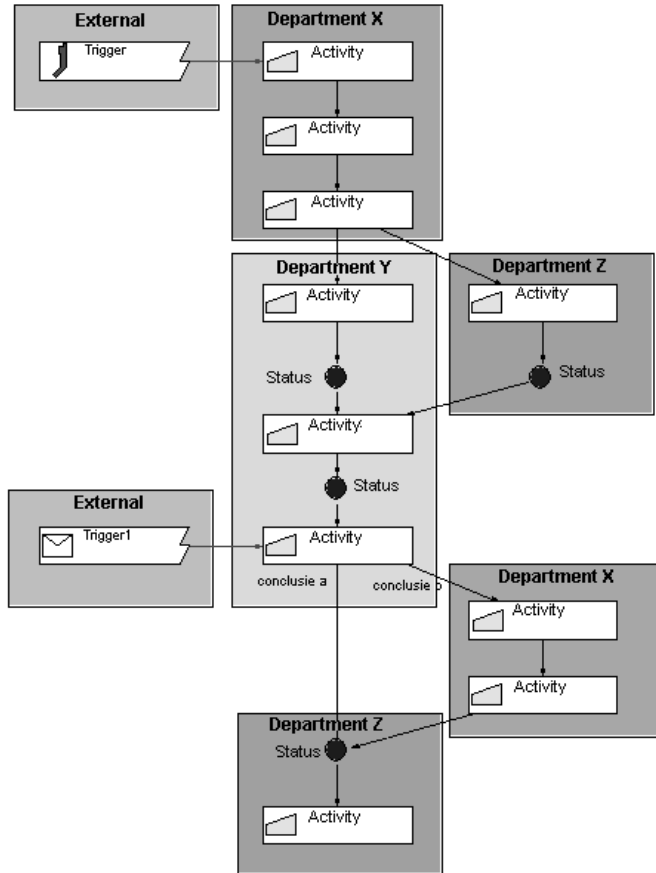 External
Trigger
Department X
Activity
Activity
Activity
Department Y
Activity
Status
Department Z
Activity
Status
Activity
Status
External
Trigger1
Activity
conclusie a
conclusie b
Department X
Activity
Activity
Department Z
Status
Activity